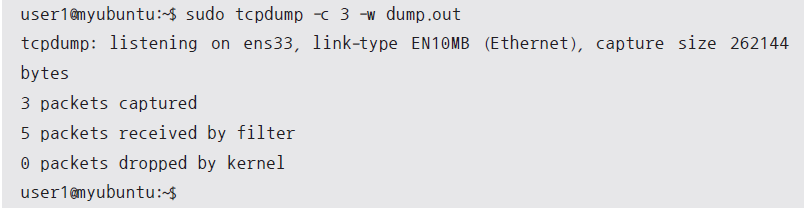 user1@myubuntu:~$ sudo tcpdump -c 3 -w dump.out
tcpdump: listening on ens33, link-type EN10MB (Ethernet), capture size 262144
bytes
3 packets captured
5 packets received by filter
0 packets dropped by kernel
user1@myubuntu:~$